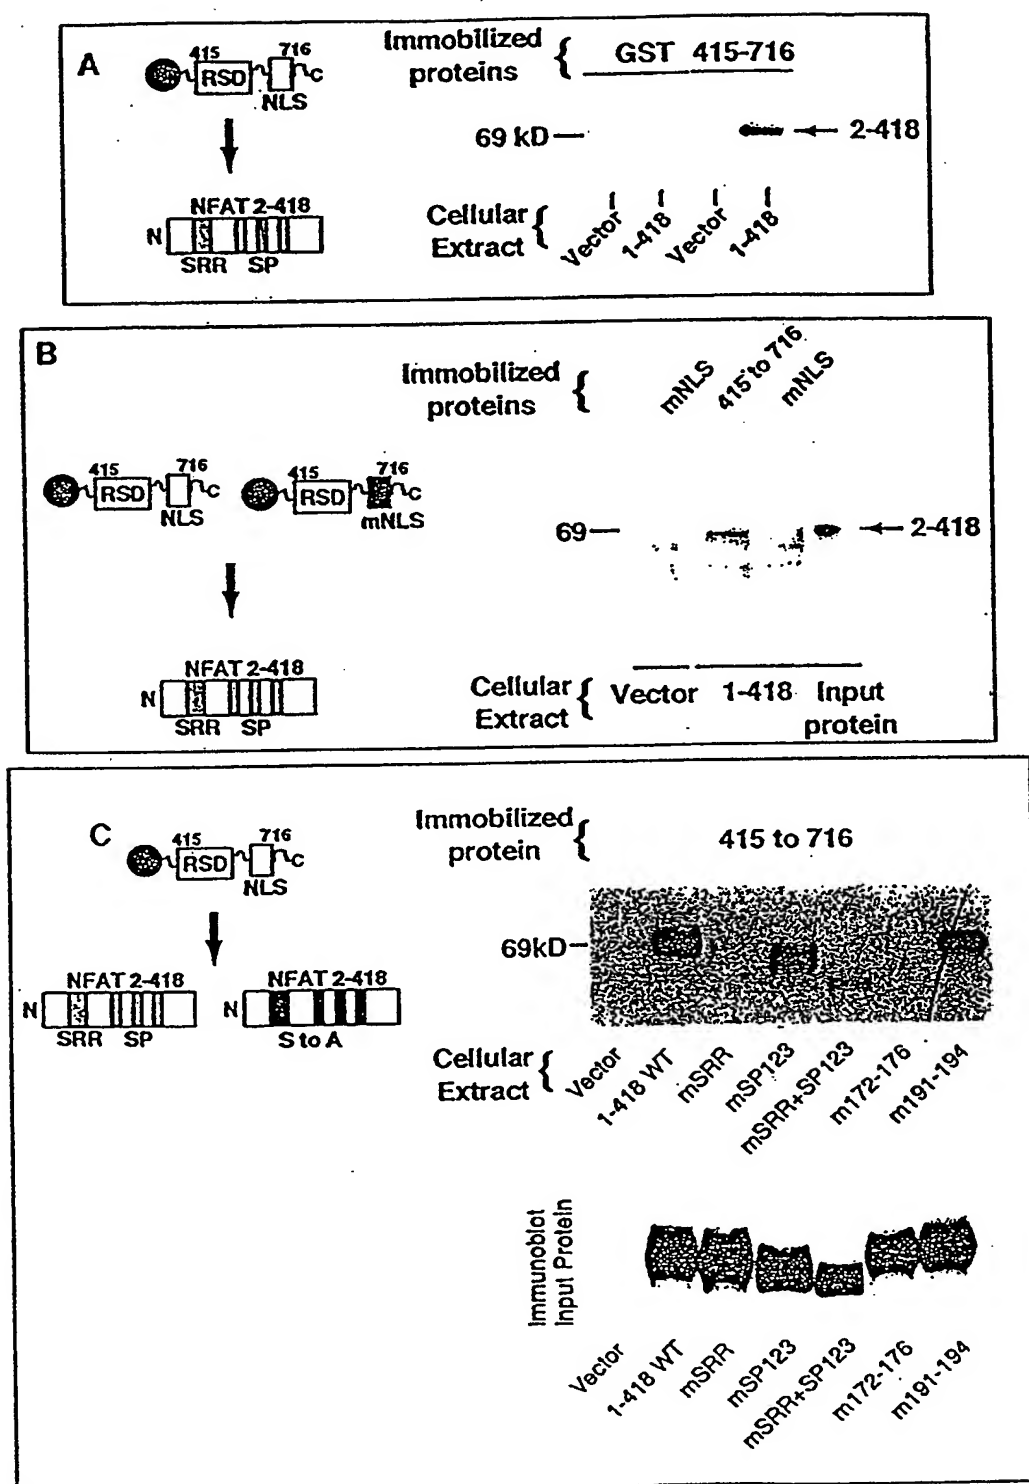 A
415
716
RSD
C
NLS
NFAT 2-418
N
SRR SP
Immobilized
proteins {
GST 415-716
69 kD
2-418
Cellular
Extract {
Vector
1-418
Vector
1-418
B
415
716
RSD
C
NLS
415
716
RSD
C
mNLS
NFAT 2-418
N
SRR SP
Immobilized
proteins {
mNLS
415 to 716
mNLS
69
2-418
Cellular
Extract {
Vector 1-418 Input
protein
C
415
716
RSD
C
NLS
NFAT 2-418
N
SRR SP
NFAT 2-418
N
S to A
Immobilized
protein {
415 to 716
69kD
Cellular
Extract {
Vector
1-418 WT
mSRR
mSP123
mSRR+SP123
m172-176
m191-194
Immunoblot
Input Protein
Vector
1-418 WT
mSRR
mSP123
mSRR+SP123
m172-176
m191-194